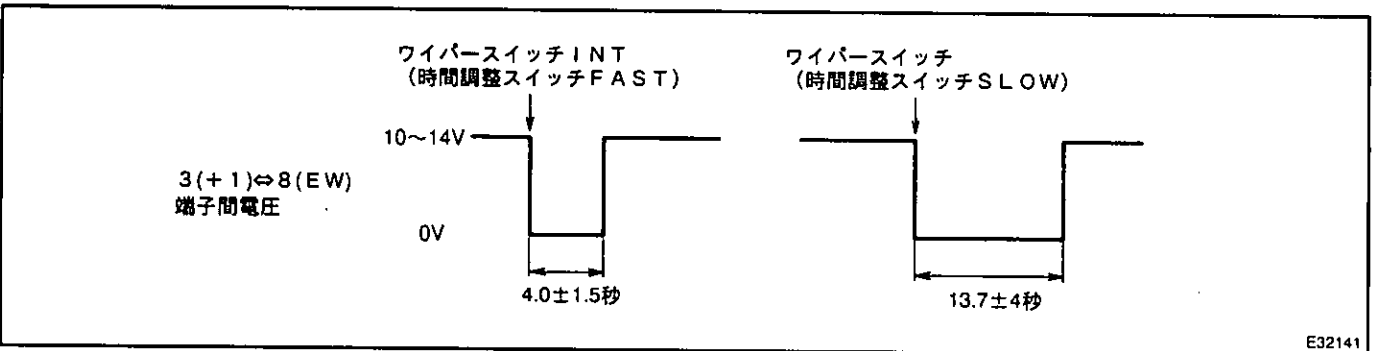 ワイパースイッチINT
(時間調整スイッチFAST)
ワイパースイッチ
(時間調整スイッチSLOW)
10〜14V
3(+1)⇔8(EW)
端子間電圧
0V
4.0±1.5秒
13.7±4秒
E32141